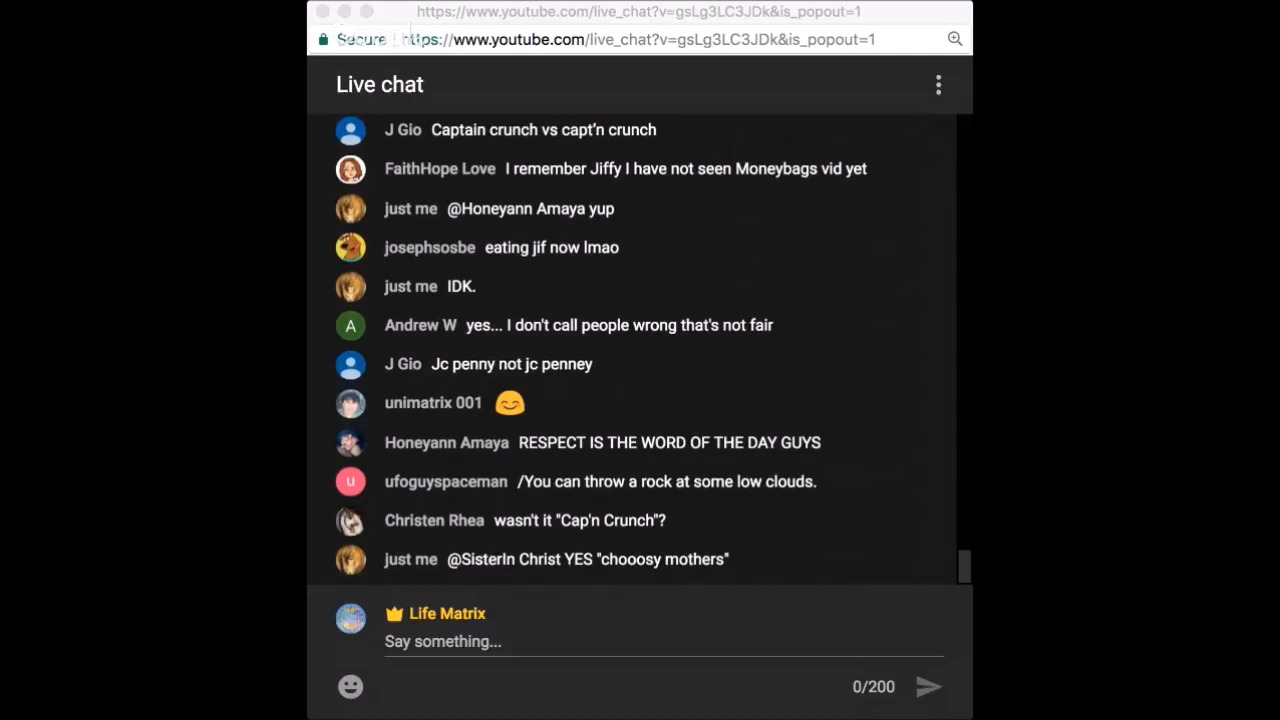 https://www.youtube.com/live_chat?v=gsLg3LC3JDk&is_popout=1
Secure https://www.youtube.com/live_chat?v=gsLg3LC3JDk&is_popout=1
Live chat
J Gio Captain crunch vs capt’n crunch
FaithHope Love I remember Jiffy I have not seen Moneybags vid yet
just me @Honeyann Amaya yup
josephsosbe eating jif now lmao
just me IDK.
A Andrew W yes... I don't call people wrong that's not fair
J Gio Jc penny not jc penney
unimatrix 001 😊
Honeyann Amaya RESPECT IS THE WORD OF THE DAY GUYS
u ufoguyspaceman /You can throw a rock at some low clouds.
Christen Rhea wasn't it "Cap'n Crunch"?
just me @SisterIn Christ YES "chooosy mothers"
Life Matrix
Say something...
0/200